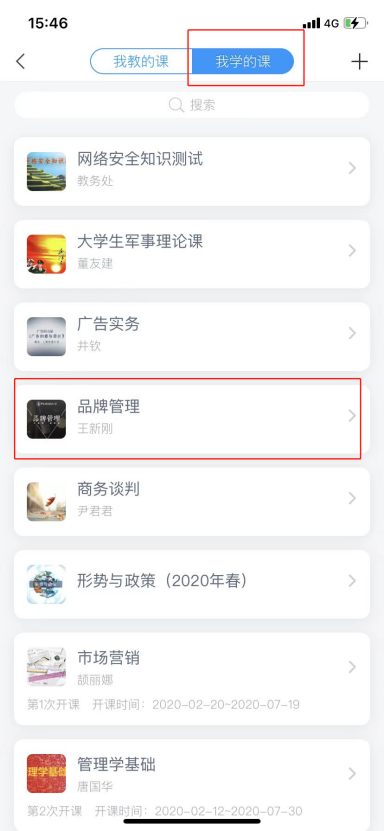 15:46
4G
我教的课
我学的课
搜索
网络安全知识测试
教务处
大学生军事理论课
董友建
广告实务
井钦
品牌管理
品牌管理
王新刚
商务谈判
尹君君
形势与政策（2020年春）
市场营销
颉丽娜
第1次开课 开课时间：2020-02-20~2020-07-19
理学基础
管理学基础
唐国华
第2次开课 开课时间：2020-02-12~2020-07-30